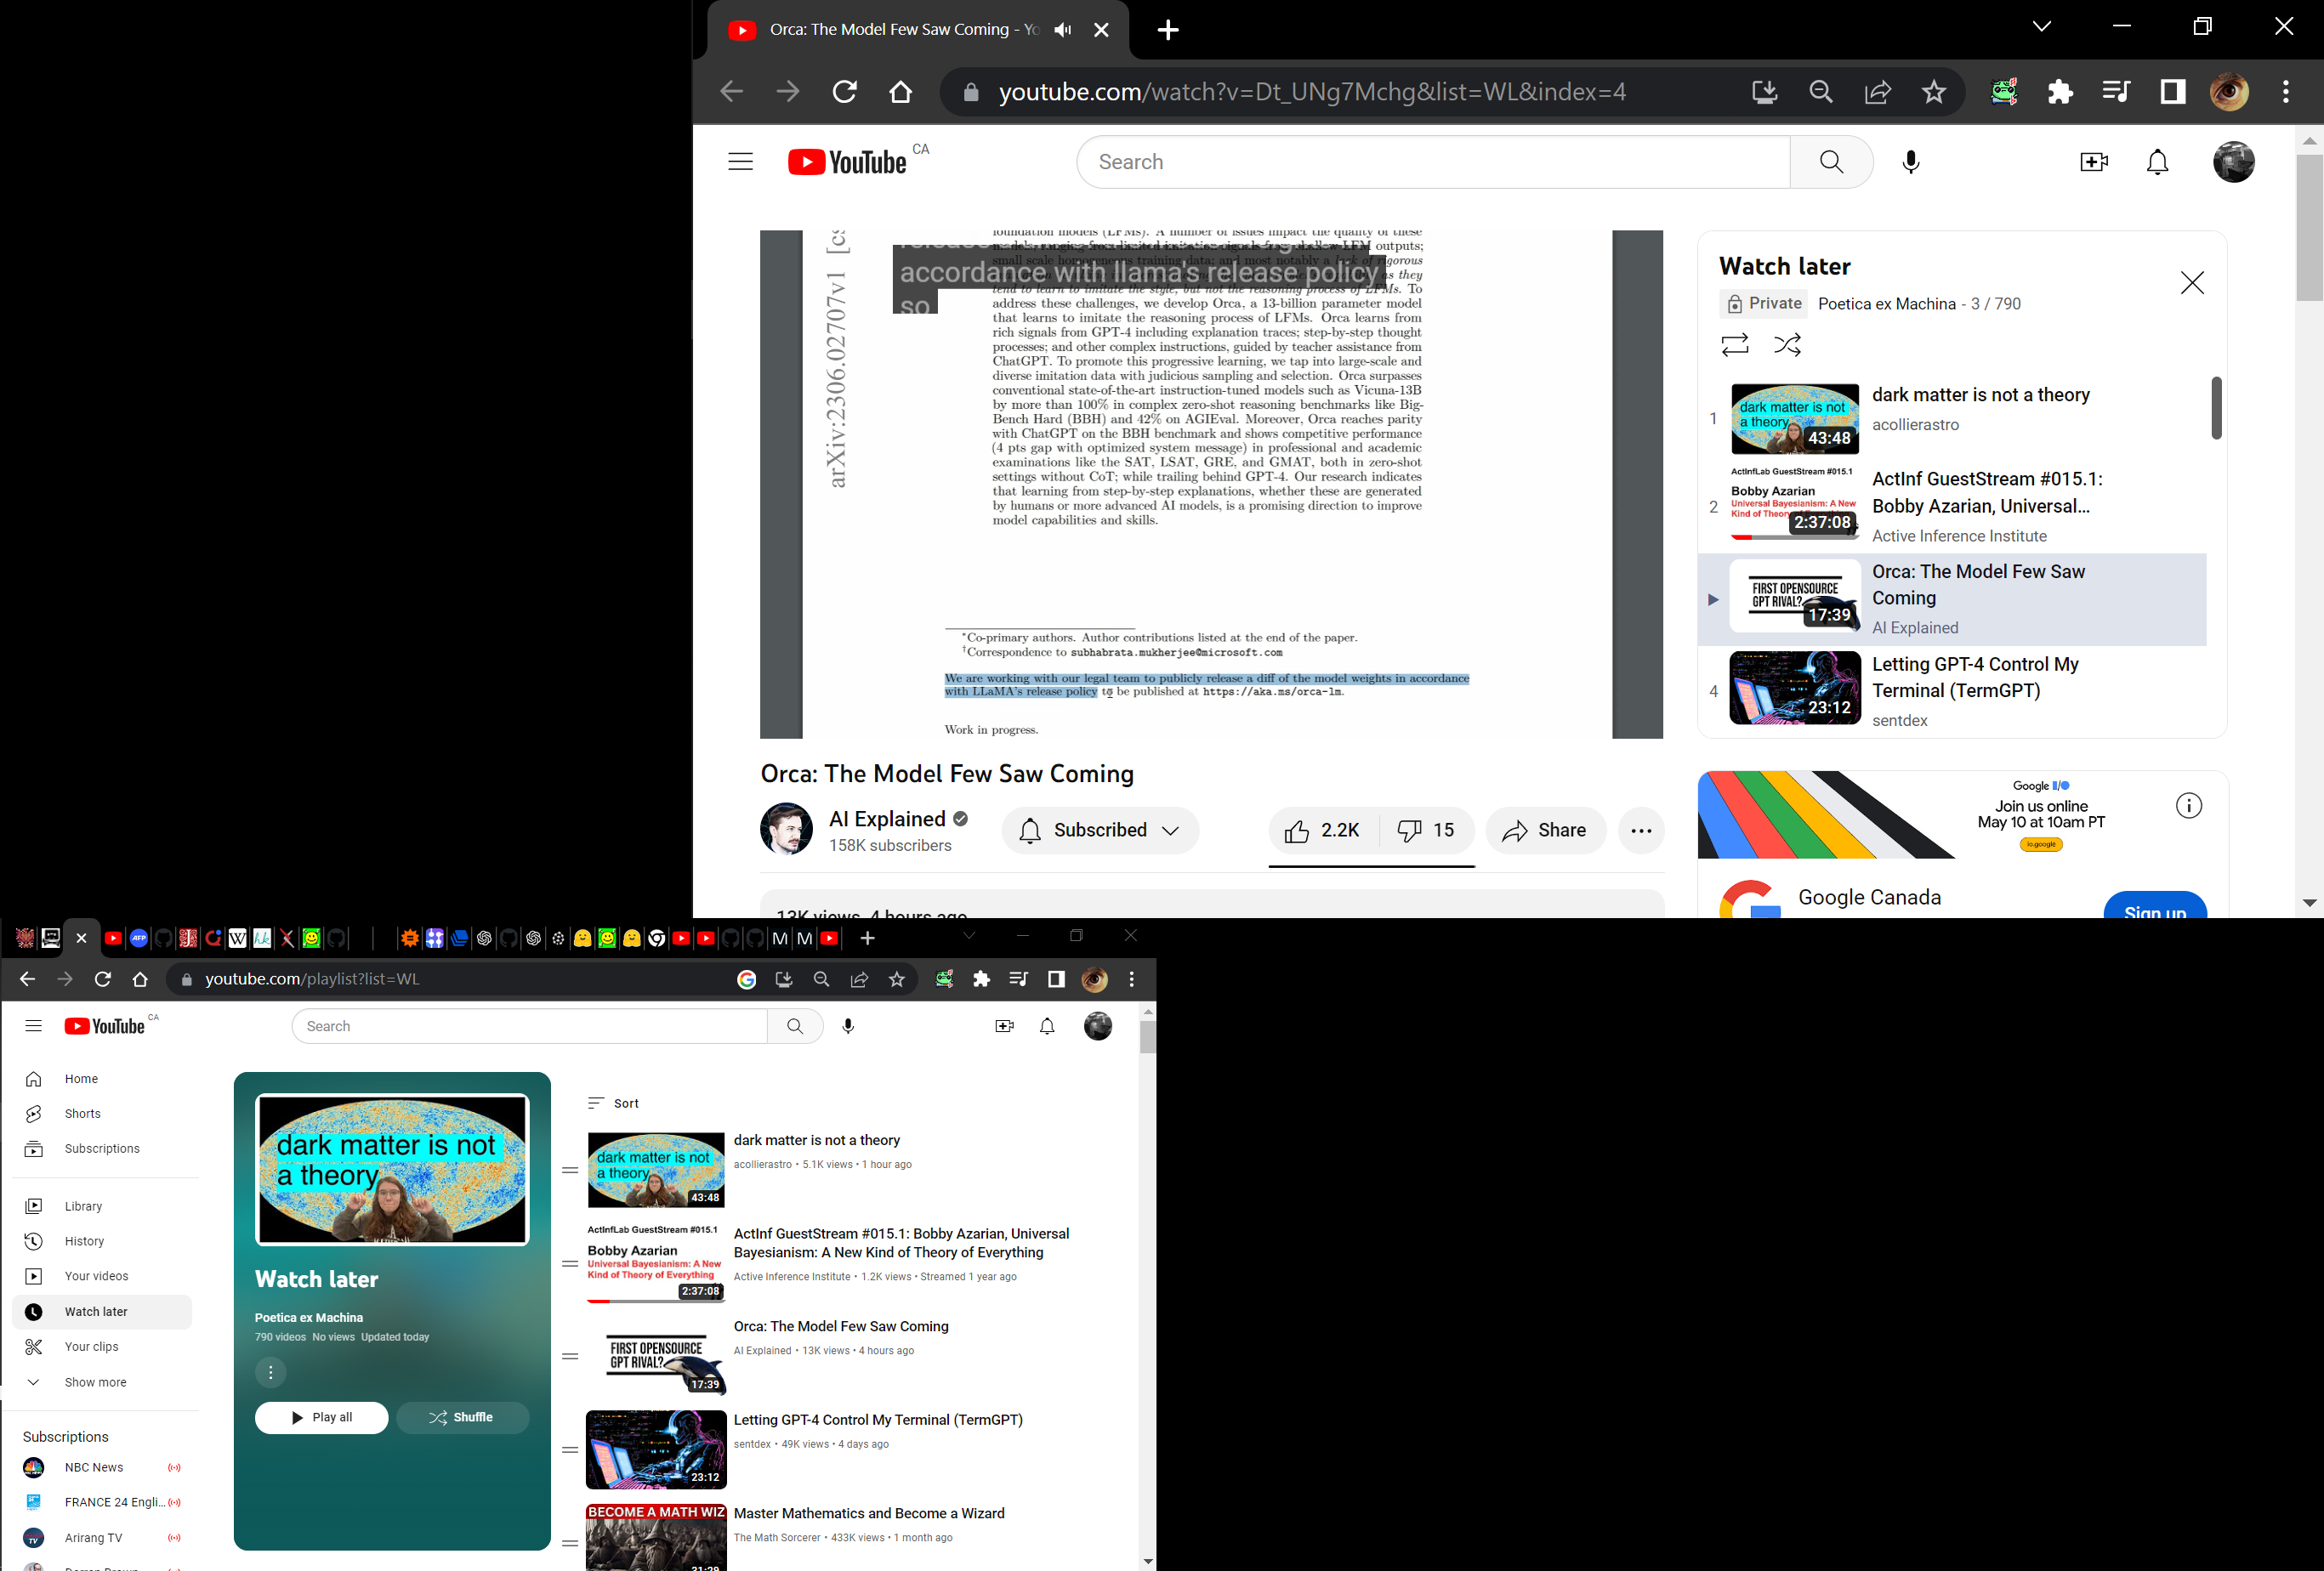 Orca: The Model Few Saw Coming - Yo
youtube.com/watch?v=Dt_UNg7Mchg&list=WL&index=4
YouTube CA
Search
arXiv:2306.02707v1 [cs
foundation models (LFMs). A number of issues impact the quality of these
models, ranging from limited imitation signals from shallow LFM outputs;
small scale homogeneous training data; and most notably a lack of rigorous
as they
tend to learn to imitate the style, but not the reasoning process of LFMs. To
address these challenges, we develop Orca, a 13-billion parameter model
that learns to imitate the reasoning process of LFMs. Orca learns from
rich signals from GPT-4 including explanation traces; step-by-step thought
processes; and other complex instructions, guided by teacher assistance from
ChatGPT. To promote this progressive learning, we tap into large-scale and
diverse imitation data with judicious sampling and selection. Orca surpasses
conventional state-of-the-art instruction-tuned models such as Vicuna-13B
by more than 100% in complex zero-shot reasoning benchmarks like Big-
Bench Hard (BBH) and 42% on AGIEval. Moreover, Orca reaches parity
with ChatGPT on the BBH benchmark and shows competitive performance
(4 pts gap with optimized system message) in professional and academic
examinations like the SAT, LSAT, GRE, and GMAT, both in zero-shot
settings without CoT; while trailing behind GPT-4. Our research indicates
that learning from step-by-step explanations, whether these are generated
by humans or more advanced AI models, is a promising direction to improve
model capabilities and skills.
accordance with llama's release policy
so
*Co-primary authors. Author contributions listed at the end of the paper.
†Correspondence to subhabrata.mukherjee@microsoft.com
We are working with our legal team to publicly release a diff of the model weights in accordance
with LLaMA's release policy to be published at https://aka.ms/orca-lm.
Work in progress.
Orca: The Model Few Saw Coming
AI Explained
158K subscribers
Subscribed
2.2K
15
Share
13K views 4 hours ago
Watch later
Private Poetica ex Machina - 3 / 790
1
dark matter is not
a theory
43:48
dark matter is not a theory
acollierastro
2
ActInfLab GuestStream #015.1
Bobby Azarian
Universal Bayesianism: A New
Kind of Theory of Everything
2:37:08
ActInf GuestStream #015.1:
Bobby Azarian, Universal...
Active Inference Institute
FIRST OPENSOURCE
GPT RIVAL?
17:39
Orca: The Model Few Saw
Coming
AI Explained
4
23:12
Letting GPT-4 Control My
Terminal (TermGPT)
sentdex
Google I/O
Join us online
May 10 at 10am PT
io.google
Google Canada
Sign up
youtube.com/playlist?list=WL
YouTube CA
Search
Home
Shorts
Subscriptions
Library
History
Your videos
Watch later
Your clips
Show more
Subscriptions
NBC News
FRANCE 24 Engli...
Arirang TV
Darren Brown
dark matter is not
a theory
Watch later
Poetica ex Machina
790 videos No views Updated today
Play all
Shuffle
Sort
dark matter is not
a theory
43:48
dark matter is not a theory
acollierastro • 5.1K views • 1 hour ago
ActInfLab GuestStream #015.1
Bobby Azarian
Universal Bayesianism: A New
Kind of Theory of Everything
2:37:08
ActInf GuestStream #015.1: Bobby Azarian, Universal
Bayesianism: A New Kind of Theory of Everything
Active Inference Institute • 1.2K views • Streamed 1 year ago
FIRST OPENSOURCE
GPT RIVAL?
17:39
Orca: The Model Few Saw Coming
AI Explained • 13K views • 4 hours ago
23:12
Letting GPT-4 Control My Terminal (TermGPT)
sentdex • 49K views • 4 days ago
BECOME A MATH WIZ
31:29
Master Mathematics and Become a Wizard
The Math Sorcerer • 433K views • 1 month ago